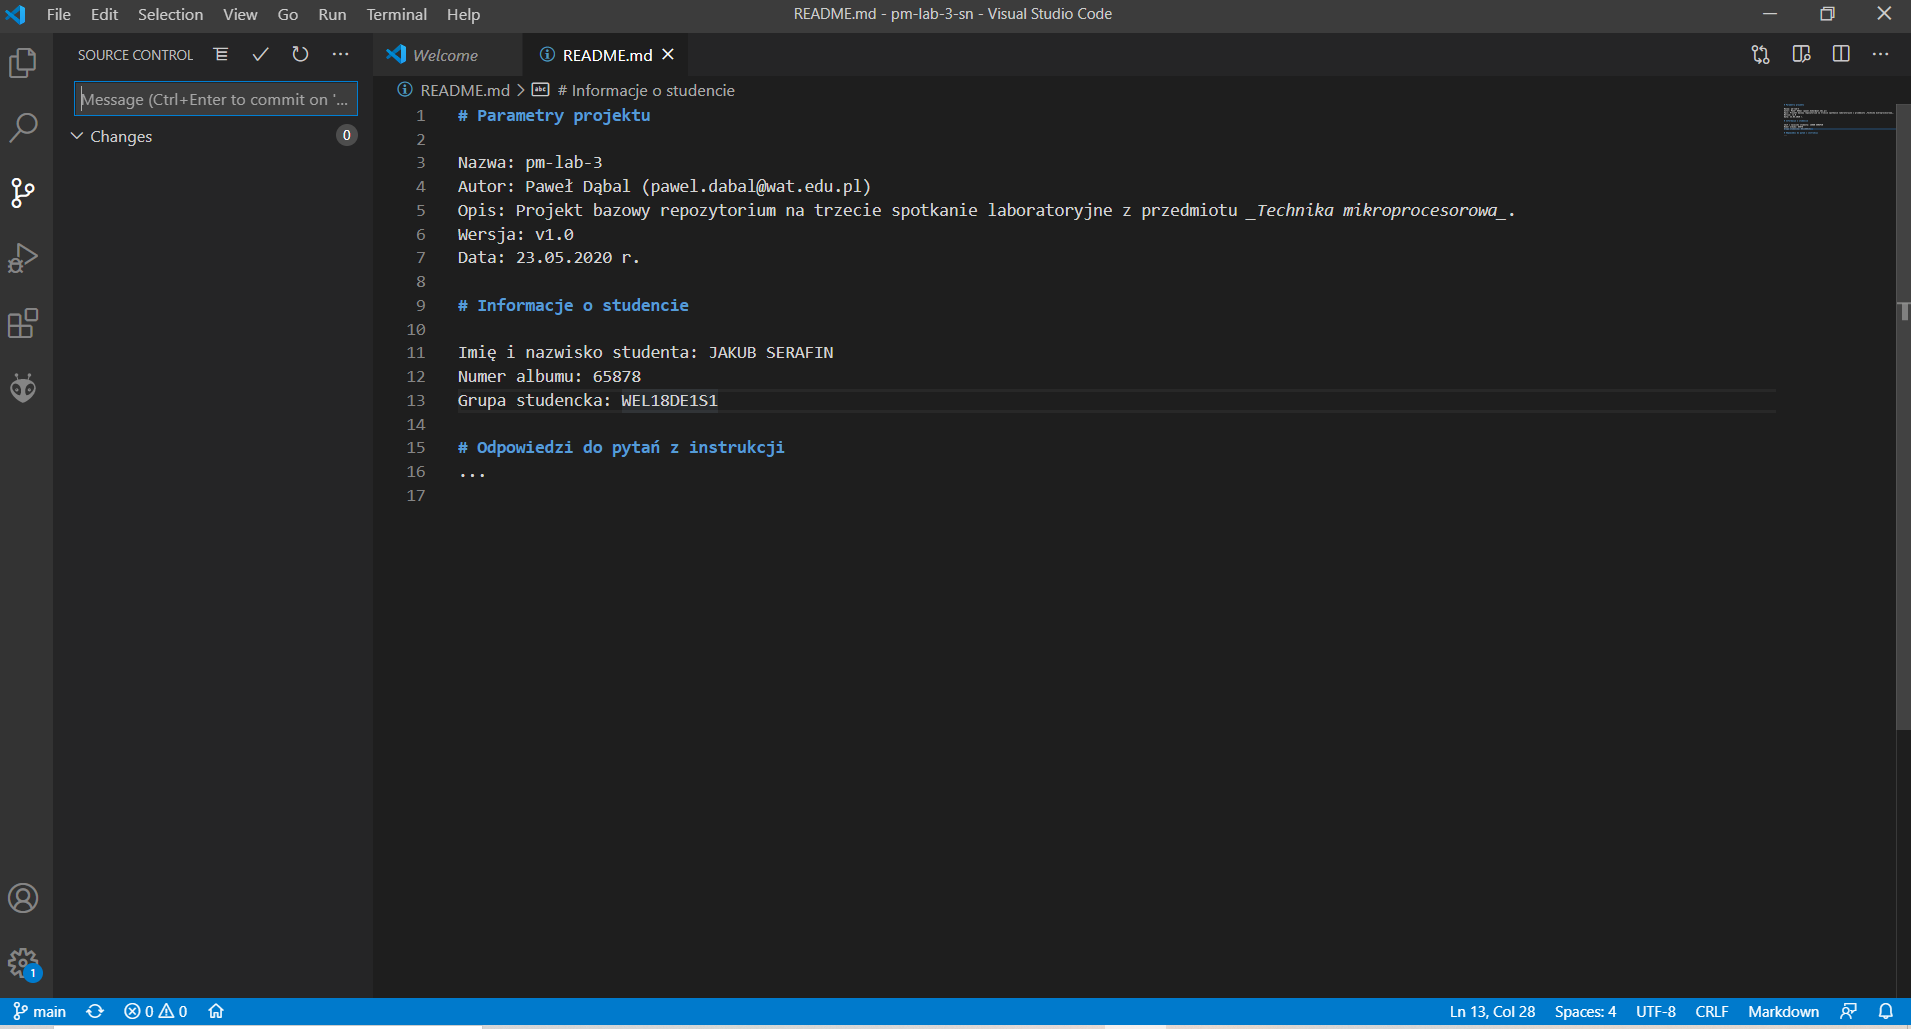 File Edit Selection View Go Run Terminal Help
README.md - pm-lab-3-sn - Visual Studio Code
SOURCE CONTROL
Message (Ctrl+Enter to commit on '...
Changes
0
Welcome
README.md
README.md > # Informacje o studencie
1 # Parametry projektu
2
3 Nazwa: pm-lab-3
4 Autor: Paweł Dąbal (pawel.dabal@wat.edu.pl)
5 Opis: Projekt bazowy repozytorium na trzecie spotkanie laboratoryjne z przedmiotu _Technika mikroprocesorowa_.
6 Wersja: v1.0
7 Data: 23.05.2020 r.
8
9 # Informacje o studencie
10
11 Imię i nazwisko studenta: JAKUB SERAFIN
12 Numer albumu: 65878
13 Grupa studencka: WEL18DE1S1
14
15 # Odpowiedzi do pytań z instrukcji
16 ...
17
1
main
0 0
Ln 13, Col 28
Spaces: 4
UTF-8
CRLF
Markdown